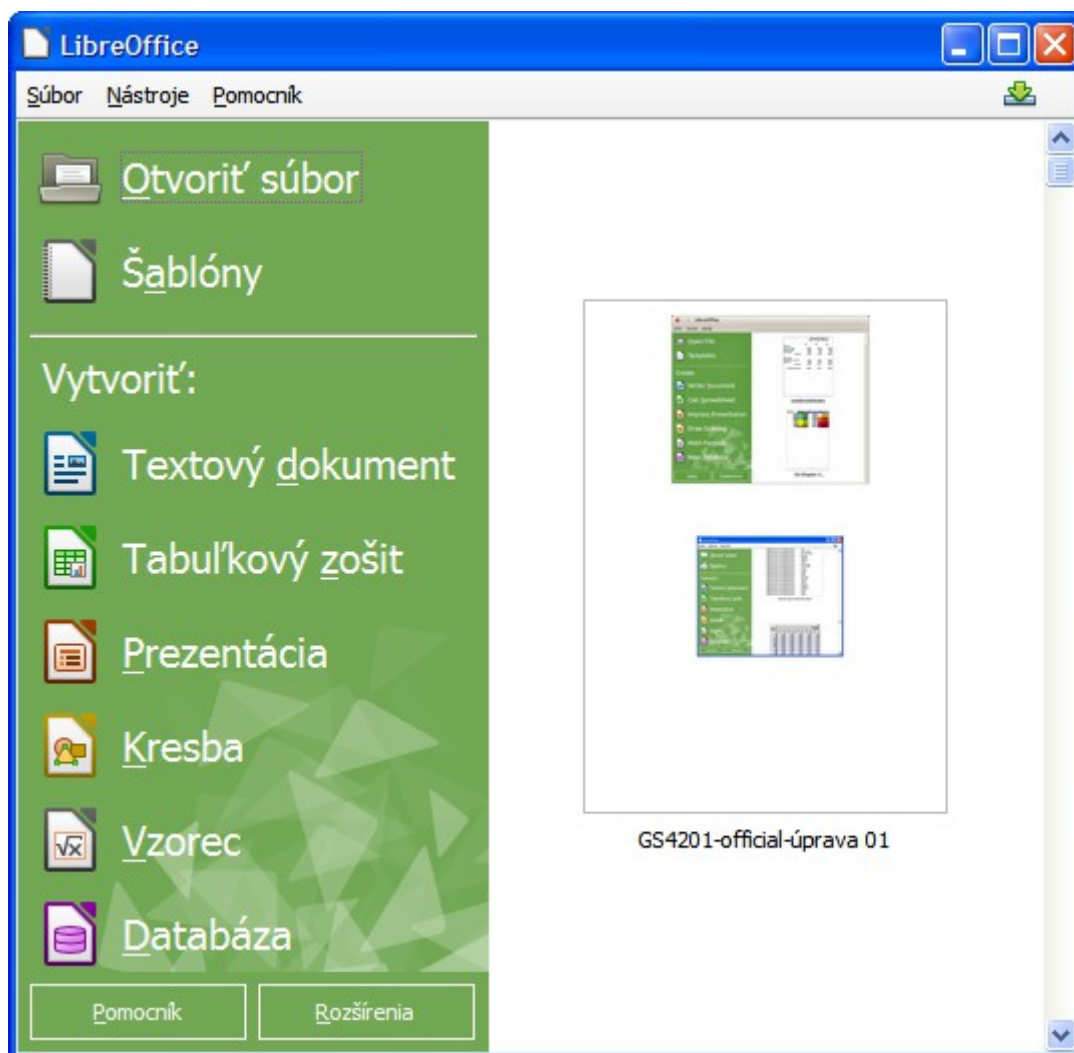 LibreOffice
Súbor Nástroje Pomocník
Otvoriť súbor
Šablóny
Vytvoriť:
Textový dokument
Tabuľkový zošit
Prezentácia
Kresba
Vzorec
Databáza
Pomocník Rozšírenia
GS4201-official-úprava 01